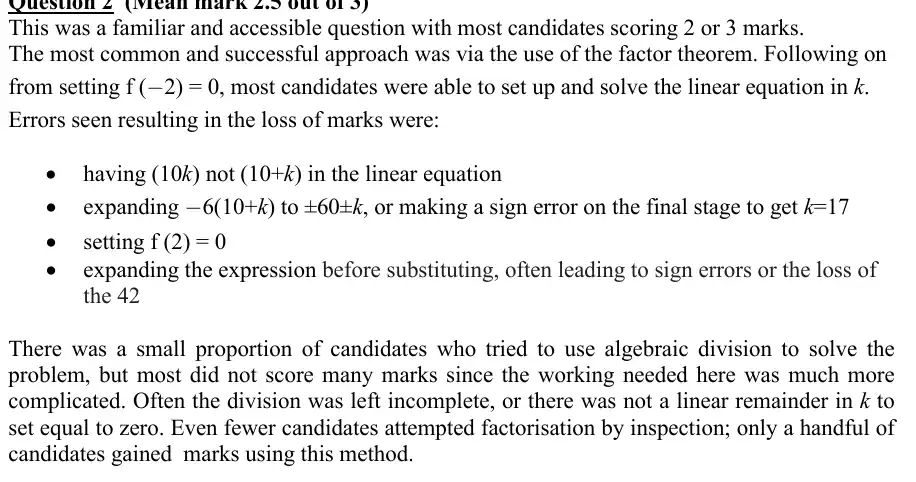 Question 2 (Mean mark 2.5 out of 3)
This was a familiar and accessible question with most candidates scoring 2 or 3 marks.
The most common and successful approach was via the use of the factor theorem. Following on
from setting f (−2) = 0, most candidates were able to set up and solve the linear equation in k.
Errors seen resulting in the loss of marks were:
• having (10k) not (10+k) in the linear equation
• expanding −6(10+k) to ±60±k, or making a sign error on the final stage to get k=17
• setting f (2) = 0
• expanding the expression before substituting, often leading to sign errors or the loss of
the 42
There was a small proportion of candidates who tried to use algebraic division to solve the
problem, but most did not score many marks since the working needed here was much more
complicated. Often the division was left incomplete, or there was not a linear remainder in k to
set equal to zero. Even fewer candidates attempted factorisation by inspection; only a handful of
candidates gained marks using this method.